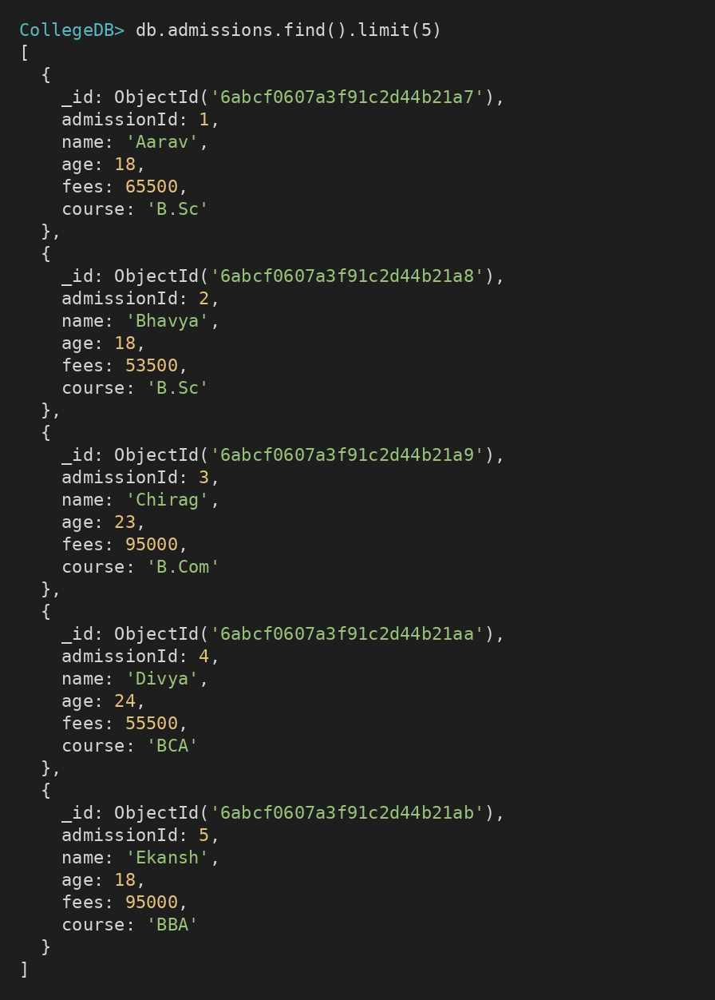 CollegeDB> db.admissions.find().limit(5)
[
  {
    _id: ObjectId('6abcf0607a3f91c2d44b21a7'),
    admissionId: 1,
    name: 'Aarav',
    age: 18,
    fees: 65500,
    course: 'B.Sc'
  },
  {
    _id: ObjectId('6abcf0607a3f91c2d44b21a8'),
    admissionId: 2,
    name: 'Bhavya',
    age: 18,
    fees: 53500,
    course: 'B.Sc'
  },
  {
    _id: ObjectId('6abcf0607a3f91c2d44b21a9'),
    admissionId: 3,
    name: 'Chirag',
    age: 23,
    fees: 95000,
    course: 'B.Com'
  },
  {
    _id: ObjectId('6abcf0607a3f91c2d44b21aa'),
    admissionId: 4,
    name: 'Divya',
    age: 24,
    fees: 55500,
    course: 'BCA'
  },
  {
    _id: ObjectId('6abcf0607a3f91c2d44b21ab'),
    admissionId: 5,
    name: 'Ekansh',
    age: 18,
    fees: 95000,
    course: 'BBA'
  }
]